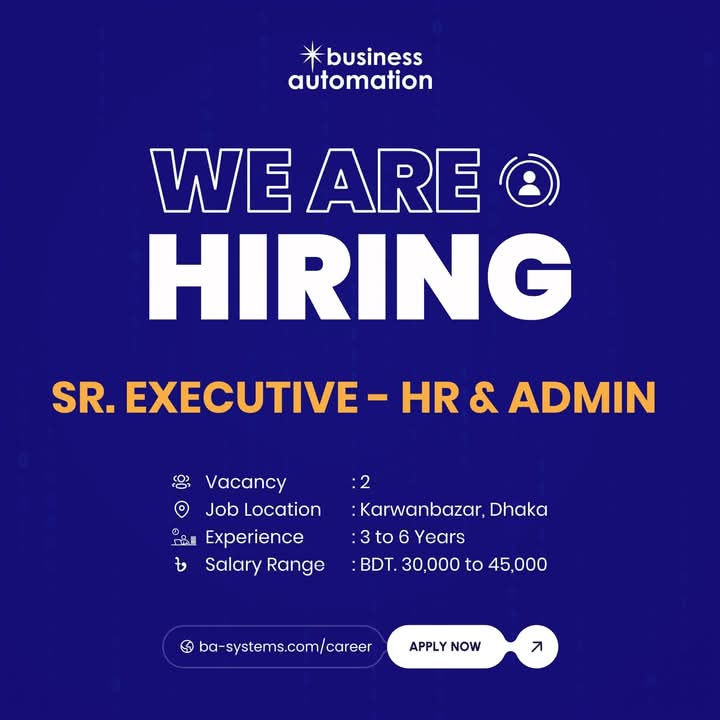 business
automation
WE ARE
HIRING
SR. EXECUTIVE - HR & ADMIN
Vacancy : 2
Job Location : Karwanbazar, Dhaka
Experience : 3 to 6 Years
৳ Salary Range : BDT. 30,000 to 45,000
ba-systems.com/career APPLY NOW